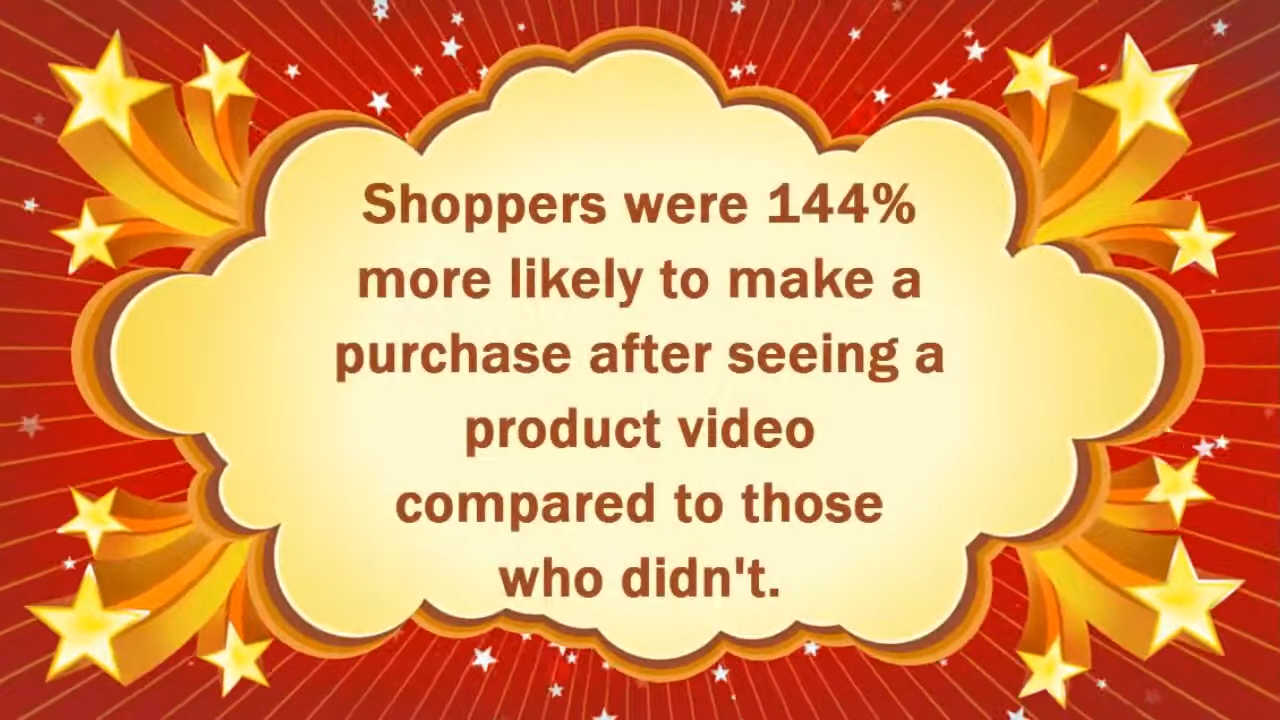 Shoppers were 144%
more likely to make a
purchase after seeing a
product video
compared to those
who didn't.